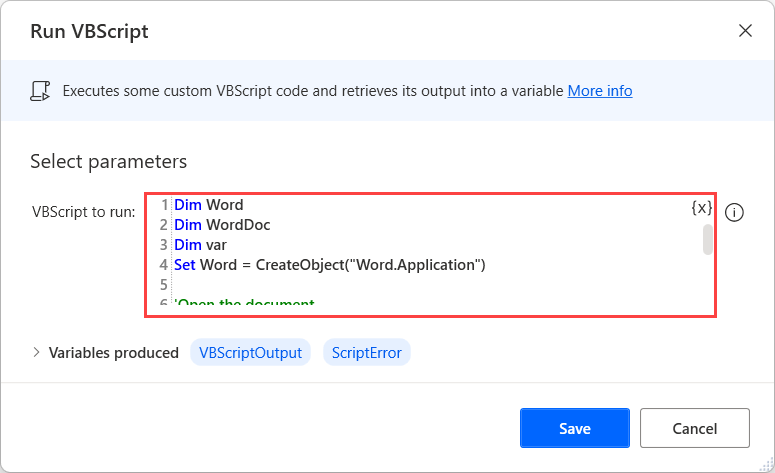 Run VBScript
Executes some custom VBScript code and retrieves its output into a variable More info
Select parameters
VBScript to run:
1 Dim Word
2 Dim WordDoc
3 Dim var
4 Set Word = CreateObject("Word.Application")
5
6 'Open the document
{x}
Variables produced VBScriptOutput ScriptError
Save Cancel